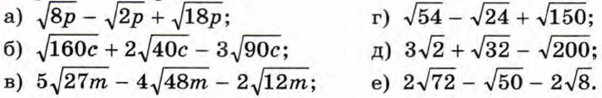 а) √8p − √2p + √18p; г) √54 − √24 + √150;
б) √160c + 2√40c − 3√90c; д) 3√2 + √32 − √200;
в) 5√27m − 4√48m − 2√12m; е) 2√72 − √50 − 2√8.